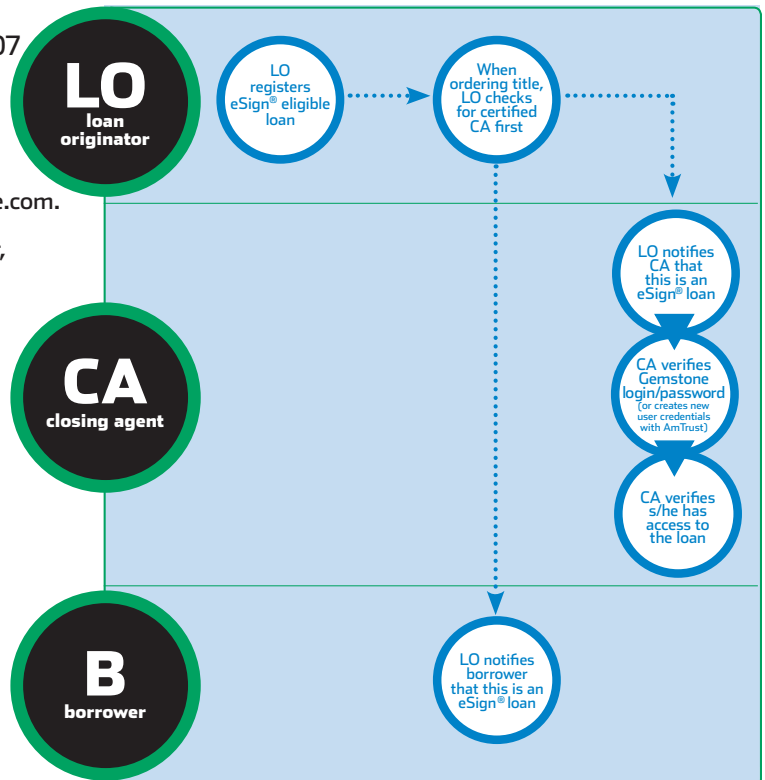 07
LO
loan
originator
LO
registers
eSign® eligible
loan
When
ordering title,
LO checks
for certified
CA first
e.com.
,
LO notifies
CA that
this is an
eSign® loan
CA
closing agent
CA verifies
Gemstone
login/password
(or creates new
user credentials
with AmTrust)
CA verifies
s/he has
access to
the loan
B
borrower
LO notifies
borrower
that this is an
eSign® loan